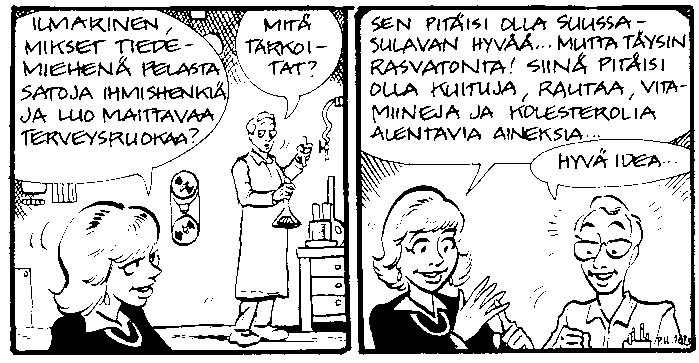 ILMARINEN,
MIKSET TIEDE-
MIEHENÄ PELASTA
SATOJA IHMISHENKIÄ
JA LUO MAITTAVAA
TERVEYSRUOKAA?
MITÄ
TARKOI-
TAT?
SEN PITÄISI OLLA SUUSSA-
SULAVAN HYVÄÄ... MUTTA TÄYSIN
RASVATONTA! SIINÄ PITÄISI
OLLA KUITUJA, RAUTAA, VITA-
MIINEJA JA KOLESTEROLIA
ALENTAVIA AINEKSIA...
HYVÄ IDEA...